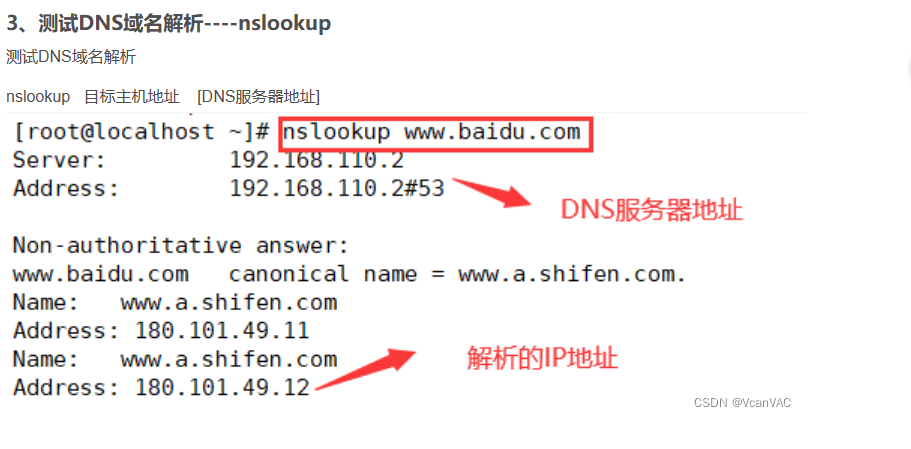 3、测试DNS域名解析----nslookup
测试DNS域名解析
nslookup 目标主机地址 [DNS服务器地址]
[root@localhost ~]# nslookup www.baidu.com
Server: 192.168.110.2
Address: 192.168.110.2#53
DNS服务器地址
Non-authoritative answer:
www.baidu.com canonical name = www.a.shifen.com.
Name: www.a.shifen.com
Address: 180.101.49.11
Name: www.a.shifen.com
解析的IP地址
Address: 180.101.49.12
CSDN @VcanVAC